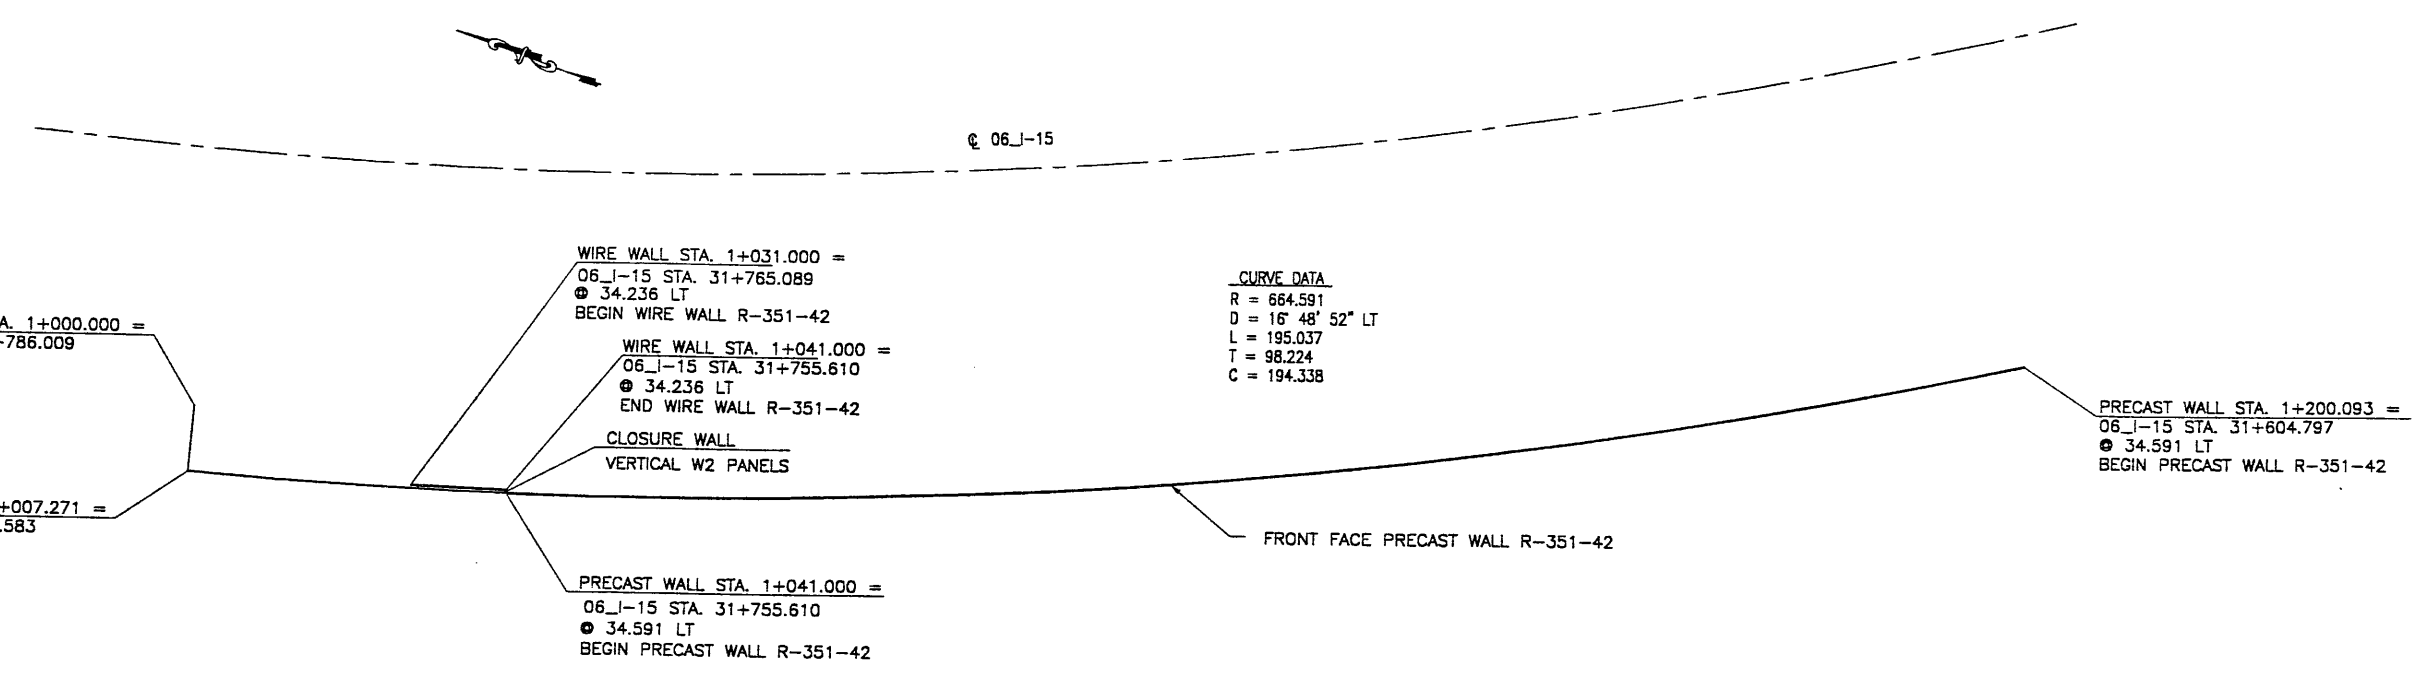 ℄ 06_I-15
WIRE WALL STA. 1+031.000 =
06_I-15 STA. 31+765.089
@ 34.236 LT
BEGIN WIRE WALL R-351-42
WIRE WALL STA. 1+041.000 =
06_I-15 STA. 31+755.610
@ 34.236 LT
END WIRE WALL R-351-42
CLOSURE WALL
VERTICAL W2 PANELS
A. 1+000.000 =
-786.009
+007.271 =
.583
CURVE DATA
R = 664.591
D = 16° 48' 52" LT
L = 195.037
T = 98.224
C = 194.338
PRECAST WALL STA. 1+200.093 =
06_I-15 STA. 31+604.797
@ 34.591 LT
BEGIN PRECAST WALL R-351-42
FRONT FACE PRECAST WALL R-351-42
PRECAST WALL STA. 1+041.000 =
06_I-15 STA. 31+755.610
@ 34.591 LT
BEGIN PRECAST WALL R-351-42